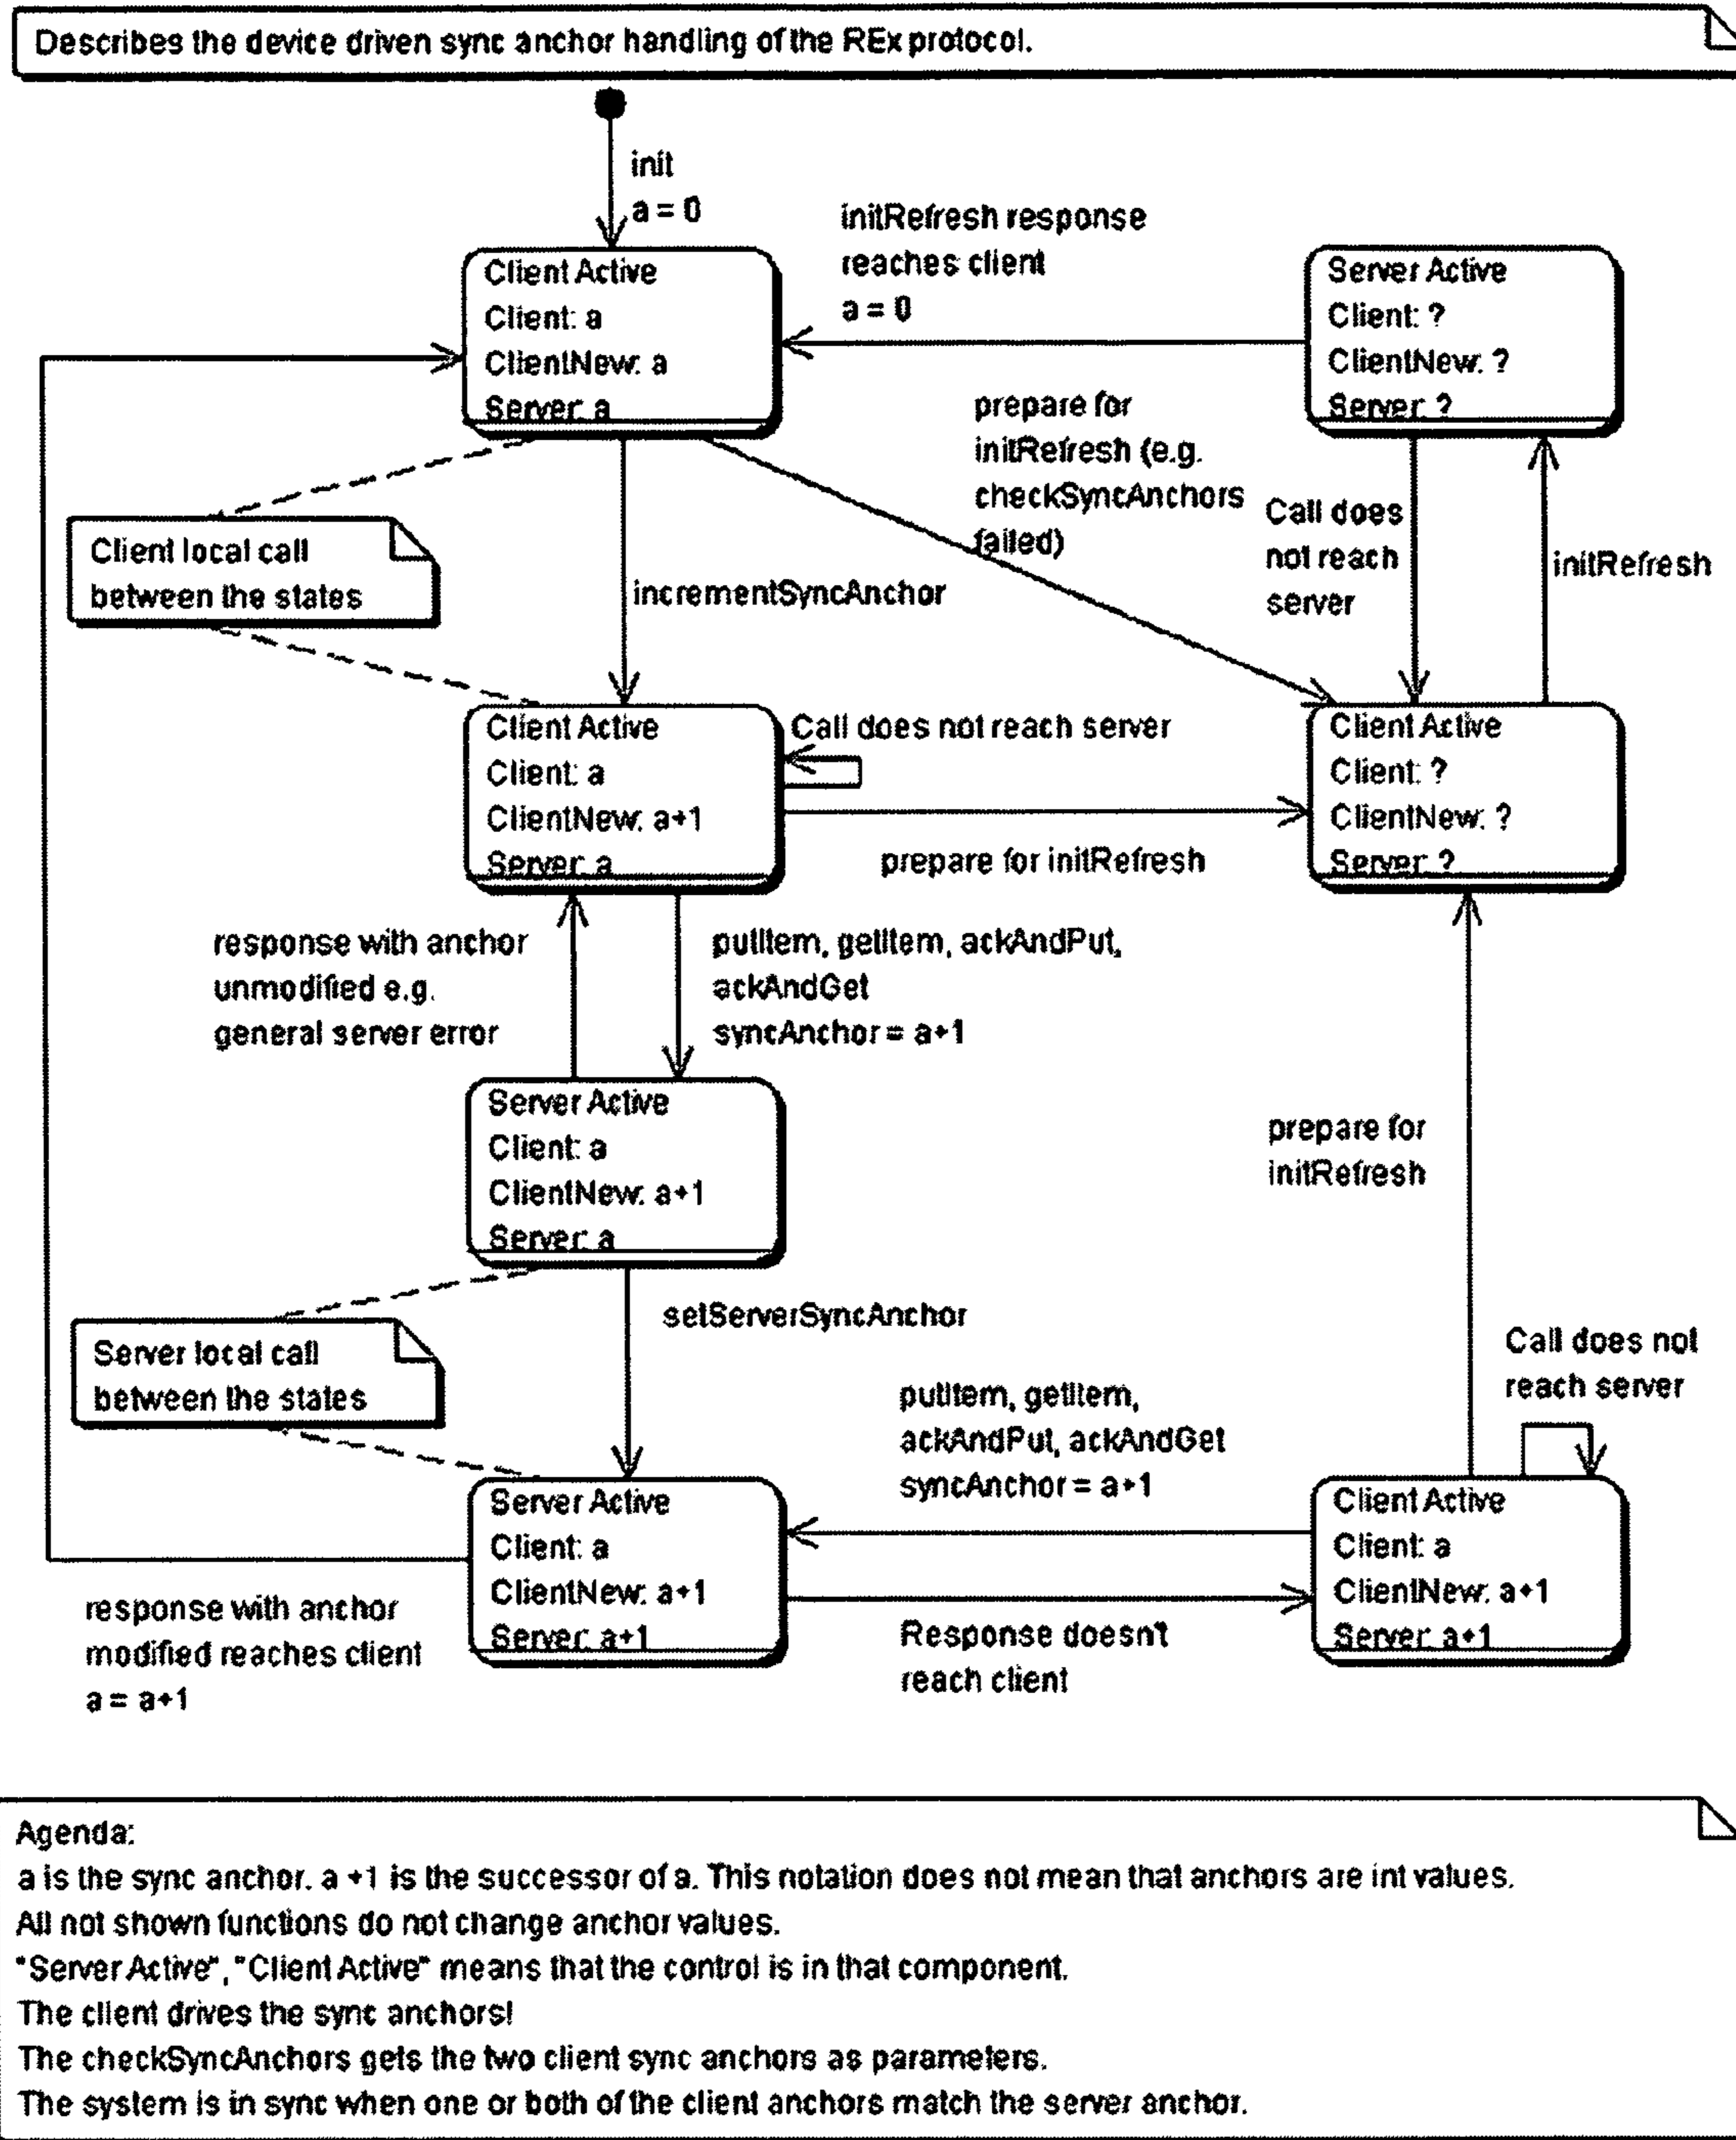 Describes the device driven sync anchor handling of the REx protocol.
init
a = 0
initRefresh response
reaches client
a = 0
Client Active
Client: a
ClientNew: a
Server: a
Server Active
Client: ?
ClientNew: ?
Server: ?
prepare for
initRefresh (e.g.
checkSyncAnchors
failed)
Call does
not reach
server
initRefresh
Client local call
between the states
incrementSyncAnchor
Client Active
Client: a
ClientNew: a+1
Server: a
Call does not reach server
prepare for initRefresh
Client Active
Client: ?
ClientNew: ?
Server: ?
response with anchor
unmodified e.g.
general server error
putItem, getItem, ackAndPut,
ackAndGet
syncAnchor = a+1
Server Active
Client: a
ClientNew: a+1
Server: a
prepare for
initRefresh
setServerSyncAnchor
Server local call
between the states
Call does not
reach server
putItem, getItem,
ackAndPut, ackAndGet
syncAnchor = a+1
Server Active
Client: a
ClientNew: a+1
Server: a+1
Client Active
Client: a
ClientNew: a+1
Server: a+1
response with anchor
modified reaches client
a = a+1
Response doesn't
reach client
Agenda:
a is the sync anchor. a +1 is the successor of a. This notation does not mean that anchors are int values.
All not shown functions do not change anchor values.
"Server Active", "Client Active" means that the control is in that component.
The client drives the sync anchors!
The checkSyncAnchors gets the two client sync anchors as parameters.
The system is in sync when one or both of the client anchors match the server anchor.